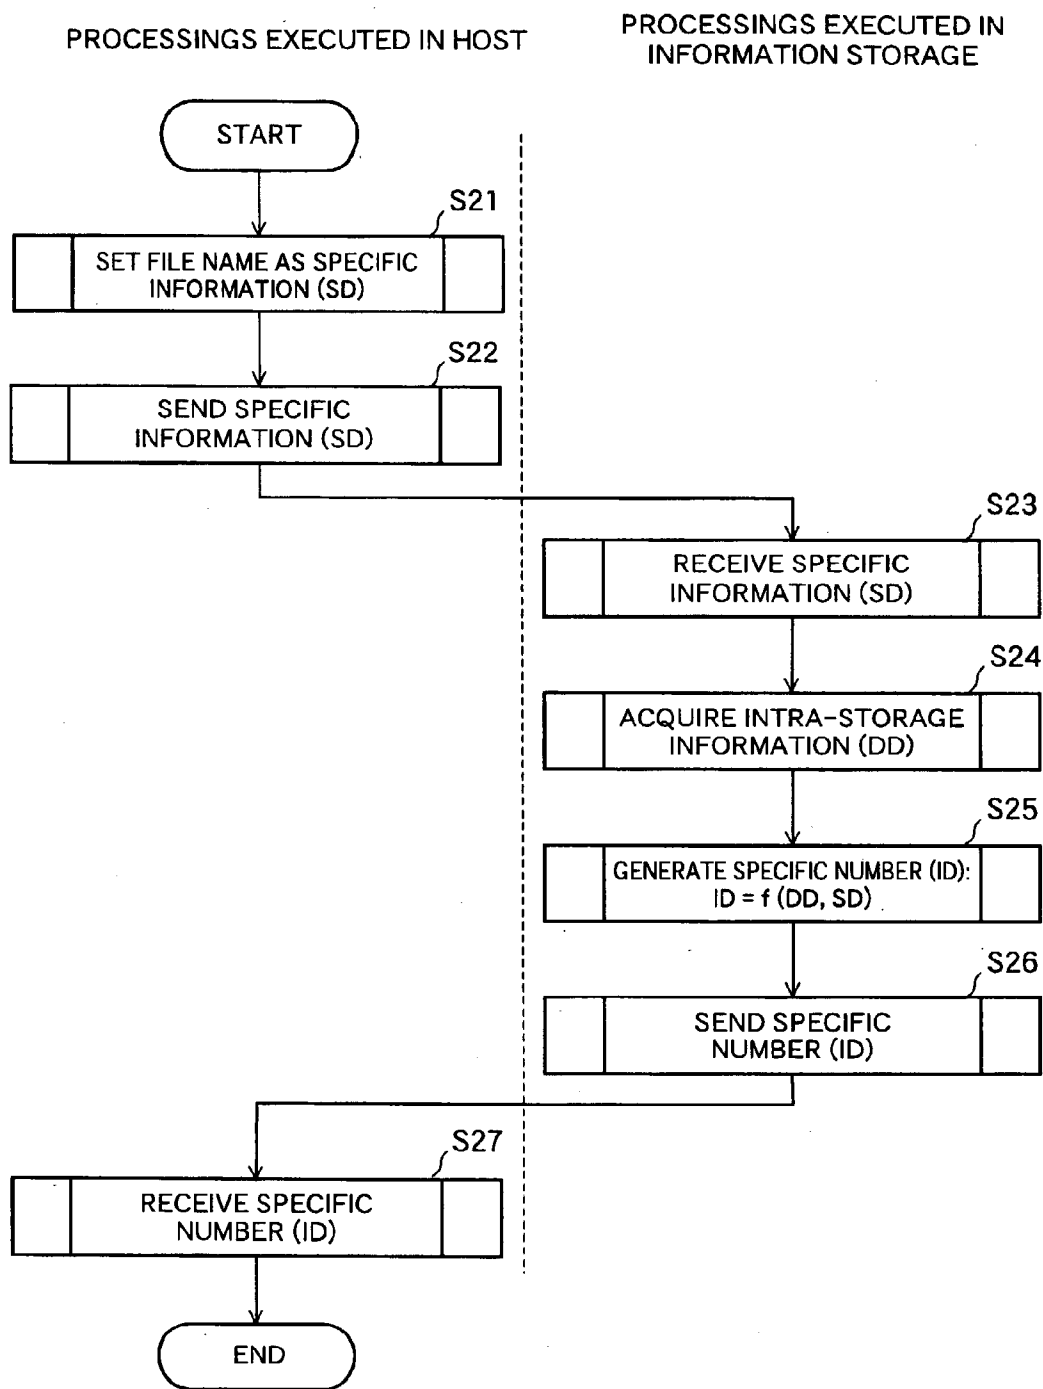 PROCESSINGS EXECUTED IN HOST
PROCESSINGS EXECUTED IN
INFORMATION STORAGE
START
S21
SET FILE NAME AS SPECIFIC
INFORMATION (SD)
S22
SEND SPECIFIC
INFORMATION (SD)
S23
RECEIVE SPECIFIC
INFORMATION (SD)
S24
ACQUIRE INTRA-STORAGE
INFORMATION (DD)
S25
GENERATE SPECIFIC NUMBER (ID):
ID = f (DD, SD)
S26
SEND SPECIFIC
NUMBER (ID)
S27
RECEIVE SPECIFIC
NUMBER (ID)
END